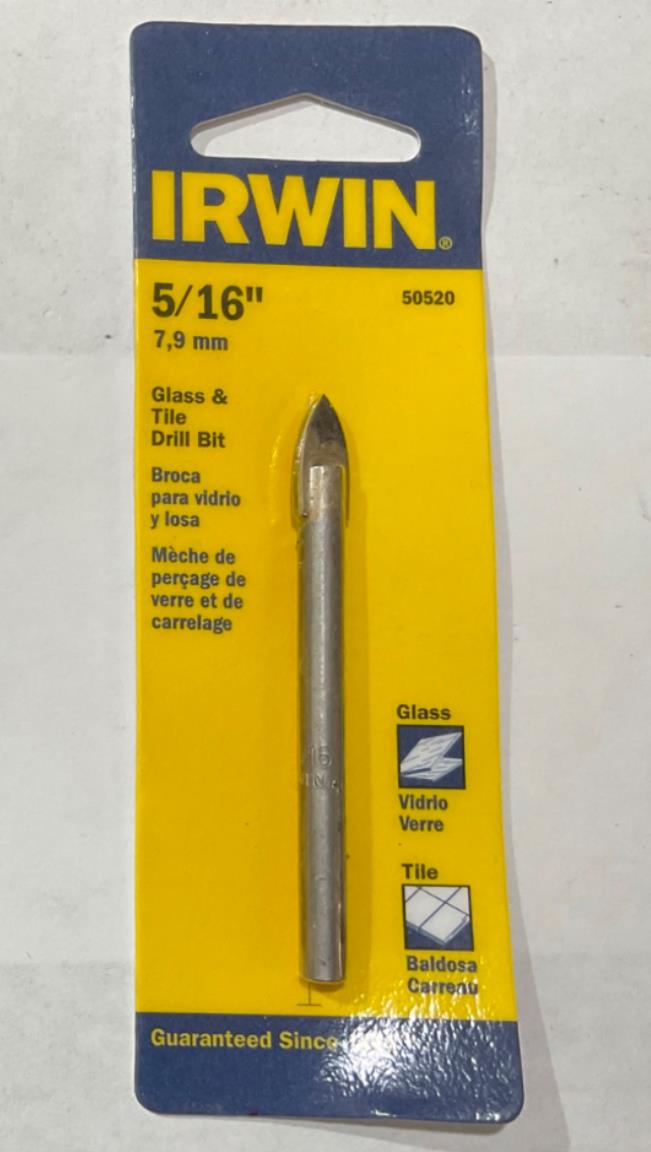 IRWIN®
5/16"
50520
7,9 mm
Glass &
Tile
Drill Bit
Broca
para vidrio
y losa
Mèche de
perçage de
verre et de
carrelage
Glass
Vidrio
Verre
Tile
Baldosa
Carreau
Guaranteed Since